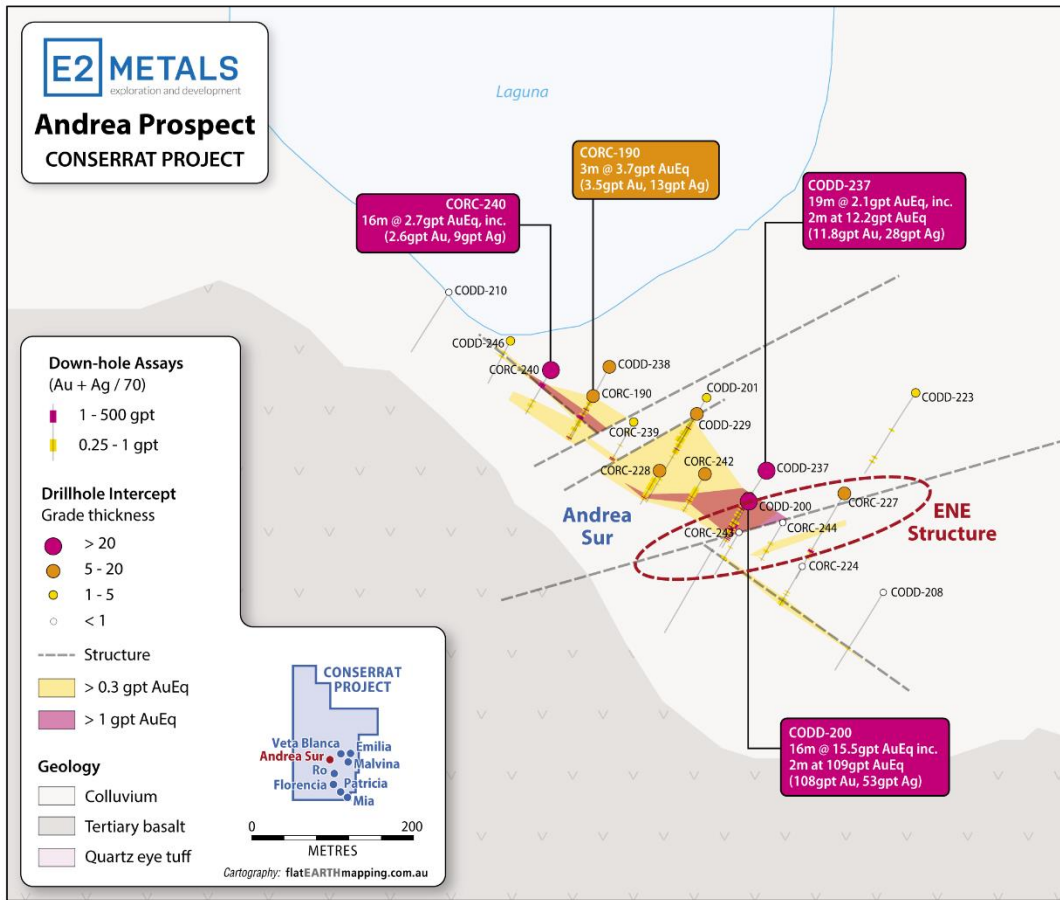 E2 METALS
exploration and development
Andrea Prospect
CONSERRAT PROJECT
Laguna
CORC-190
3m @ 3.7gpt AuEq
(3.5gpt Au, 13gpt Ag)
CORC-240
16m @ 2.7gpt AuEq, inc.
(2.6gpt Au, 9gpt Ag)
CODD-237
19m @ 2.1gpt AuEq, inc.
2m at 12.2gpt AuEq
(11.8gpt Au, 28gpt Ag)
CODD-210
CODD-246
CORC-240
CODD-238
CORC-190
CODD-201
CODD-223
CORC-239
CODD-229
CORC-228
CORC-242
CODD-237
CODD-200
CORC-227
CORC-243
CORC-244
CORC-224
CODD-208
Andrea
Sur
ENE
Structure
CODD-200
16m @ 15.5gpt AuEq inc.
2m at 109gpt AuEq
(108gpt Au, 53gpt Ag)
Down-hole Assays
(Au + Ag / 70)
1 - 500 gpt
0.25 - 1 gpt
Drillhole Intercept
Grade thickness
> 20
5 - 20
1 - 5
< 1
Structure
> 0.3 gpt AuEq
> 1 gpt AuEq
Geology
Colluvium
Tertiary basalt
Quartz eye tuff
CONSERRAT
PROJECT
Veta Blanca
Emilia
Andrea Sur
Malvina
Ro
Florencia
Patricia
Mia
0 200
METRES
Cartography: flatEARTHmapping.com.au